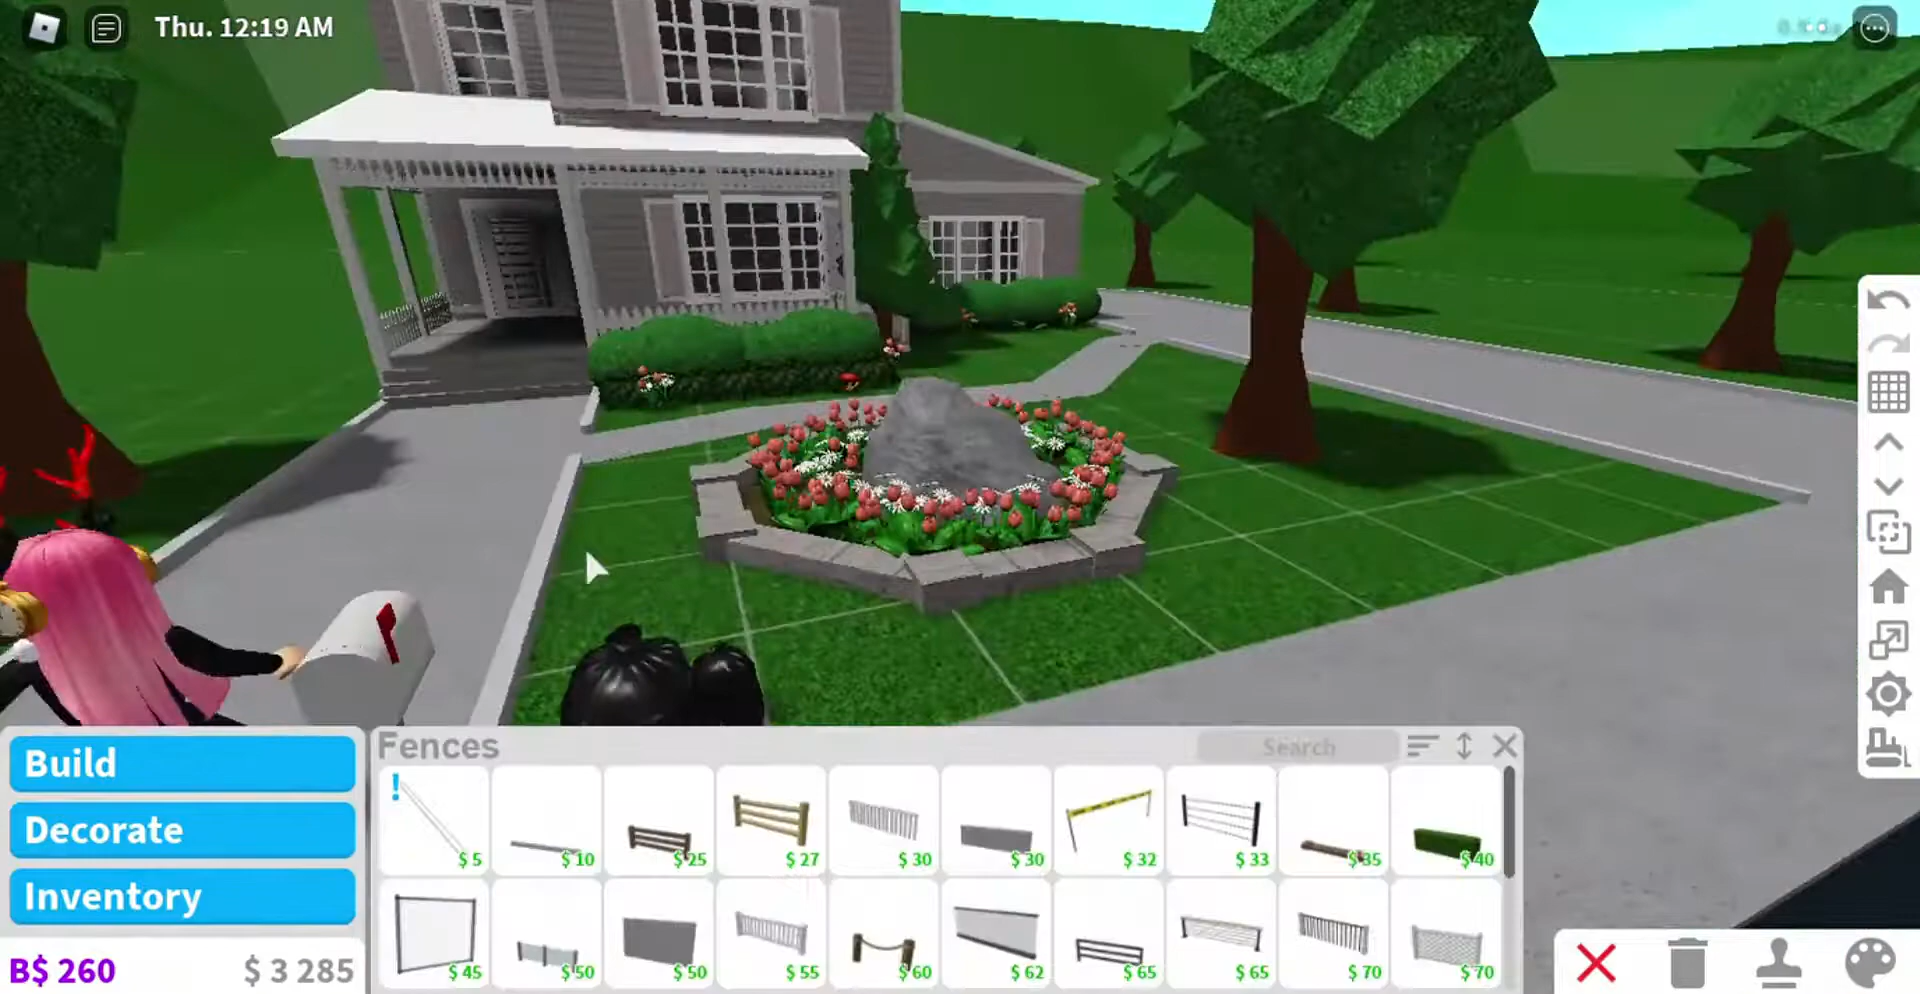 Thu. 12:19 AM
Build
Decorate
Inventory
B$ 260
$ 3 285
Fences
Search
! $ 5
$ 10
$ 25
$ 27
$ 30
$ 30
$ 32
$ 33
$ 35
$ 40
$ 45
$ 50
$ 50
$ 55
$ 60
$ 62
$ 65
$ 65
$ 70
$ 70